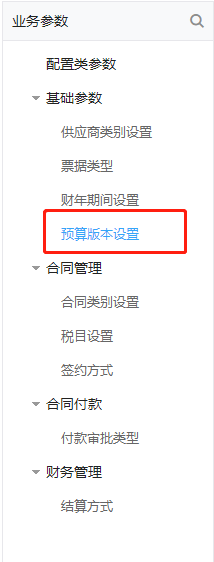 业务参数
配置类参数
基础参数
供应商类别设置
票据类型
财年期间设置
预算版本设置
合同管理
合同类别设置
税目设置
签约方式
合同付款
付款审批类型
财务管理
结算方式